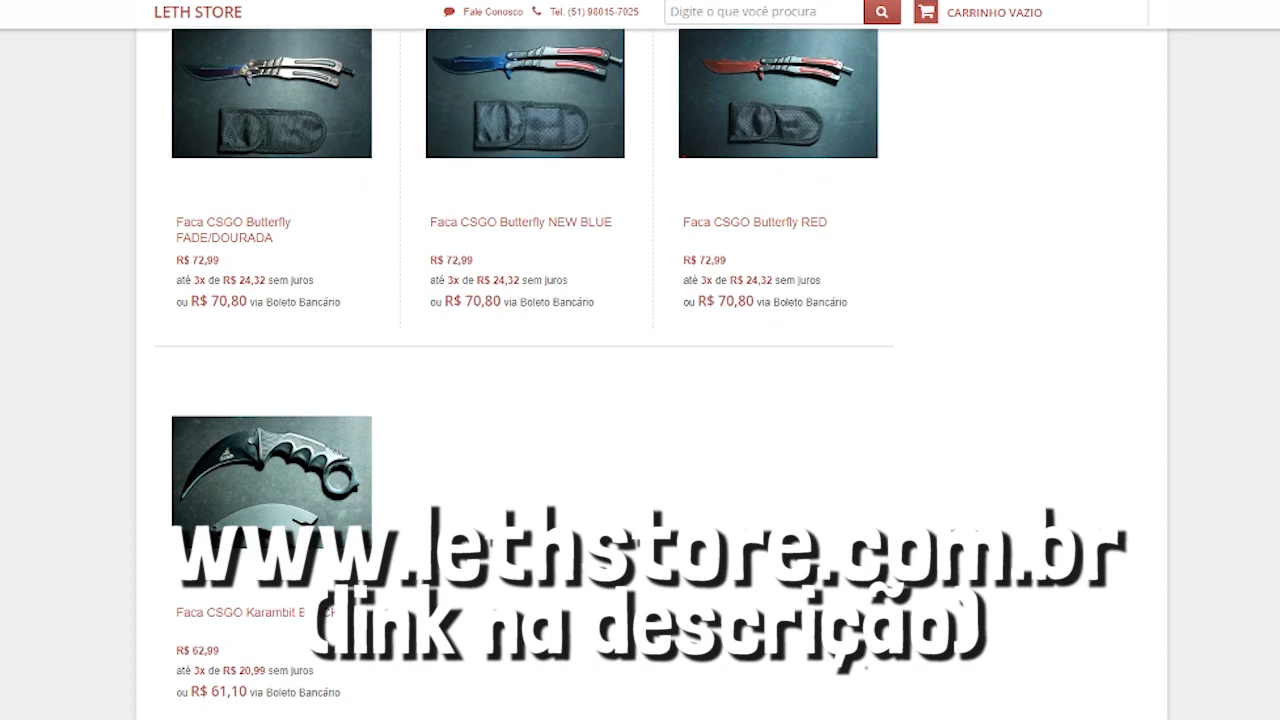 LETH STORE
Fale Conosco
Tel. (51) 98015-7025
Digite o que você procura
CARRINHO VAZIO
Faca CSGO Butterfly
FADE/DOURADA
R$ 72,99
até 3x de R$ 24,32 sem juros
ou R$ 70,80 via Boleto Bancário
Faca CSGO Butterfly NEW BLUE
R$ 72,99
até 3x de R$ 24,32 sem juros
ou R$ 70,80 via Boleto Bancário
Faca CSGO Butterfly RED
R$ 72,99
até 3x de R$ 24,32 sem juros
ou R$ 70,80 via Boleto Bancário
www.lethstore.com.br
(link na descrição)
Faca CSGO Karambit
R$ 62,99
até 3x de R$ 20,99 sem juros
ou R$ 61,10 via Boleto Bancário